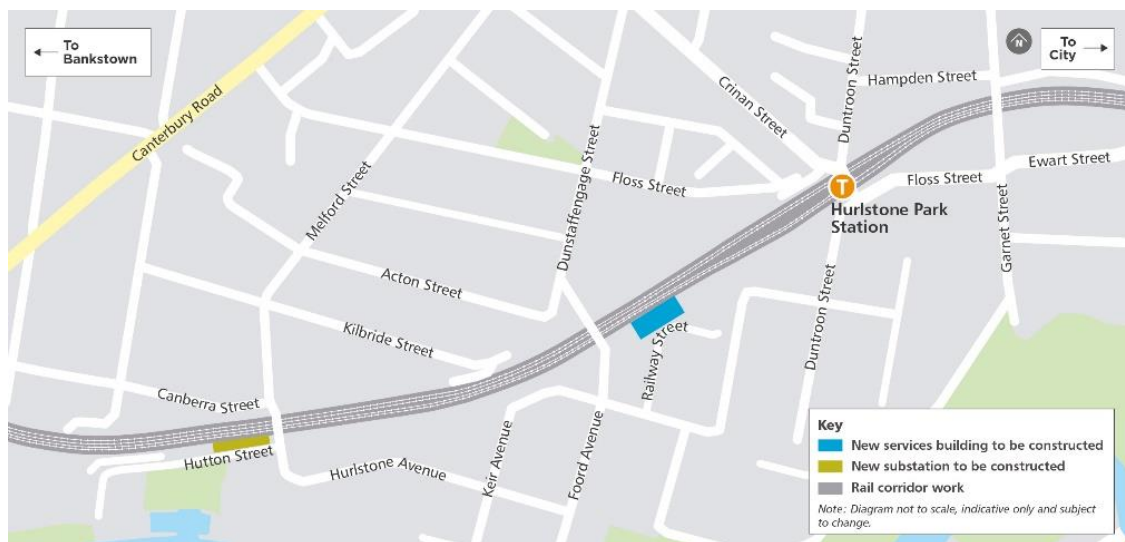 To
Bankstown
N
To
City
Canterbury Road
Melford Street
Dunstaffengage Street
Crinan Street
Duntroon Street
Hampden Street
Floss Street
T
Floss Street
Ewart Street
Hurlstone Park
Station
Garnet Street
Acton Street
Kilbride Street
Railway Street
Duntroon Street
Canberra Street
Hutton Street
Hurlstone Avenue
Keir Avenue
Foord Avenue
Key
New services building to be constructed
New substation to be constructed
Rail corridor work
Note: Diagram not to scale, indicative only and subject
to change.